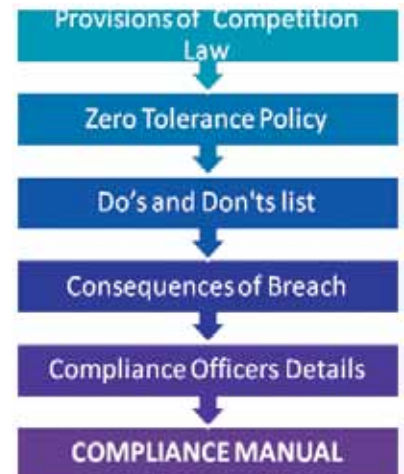 Provisions of Competition
Law
Zero Tolerance Policy
Do's and Don'ts list
Consequences of Breach
Compliance Officers Details
COMPLIANCE MANUAL